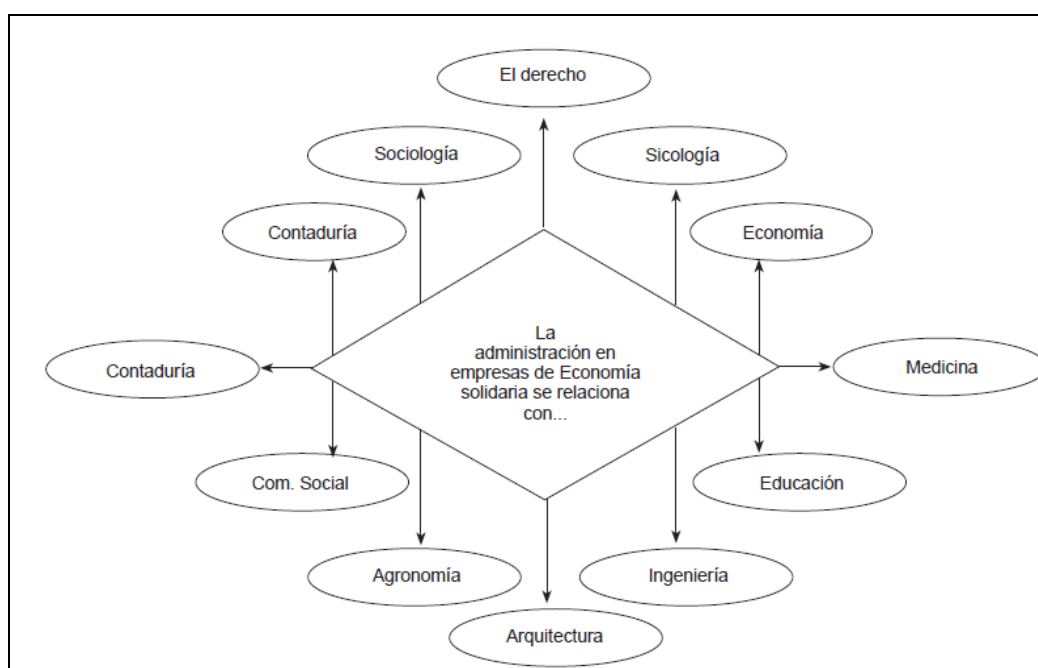 El derecho
Sociología
Sicología
Contaduría
Economía
La
administración en
empresas de Economía
solidaria se relaciona
con...
Contaduría
Medicina
Com. Social
Educación
Agronomía
Ingeniería
Arquitectura